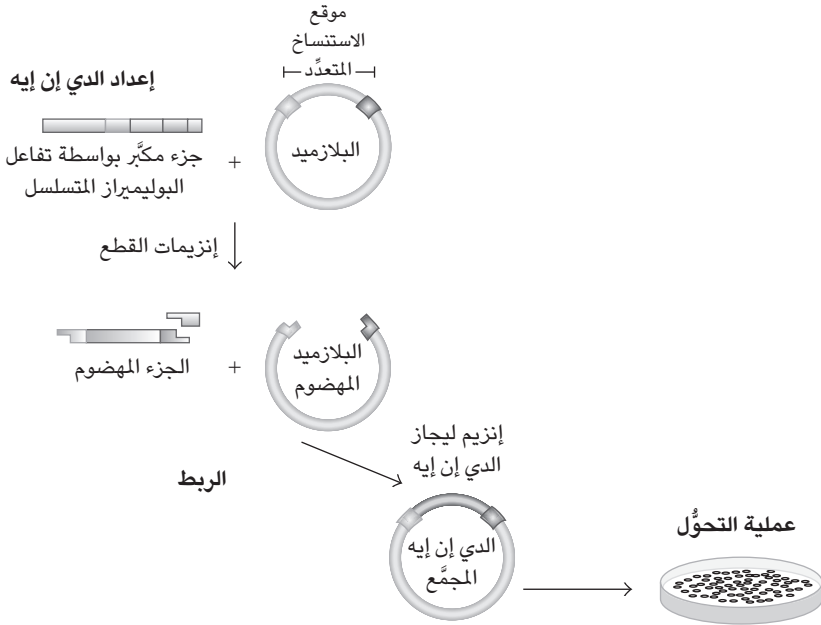 موقع
الاستنساخ
المتعدِّد
إعداد الدي إن إيه
البلازميد
+
جزء مكبَّر بواسطة تفاعل
البوليميراز المتسلسل
إنزيمات القطع
البلازميد
المهضوم
+
الجزء المهضوم
إنزيم ليجاز
الدي إن إيه
الربط
الدي إن إيه
المجمَّع
عملية التحوُّل